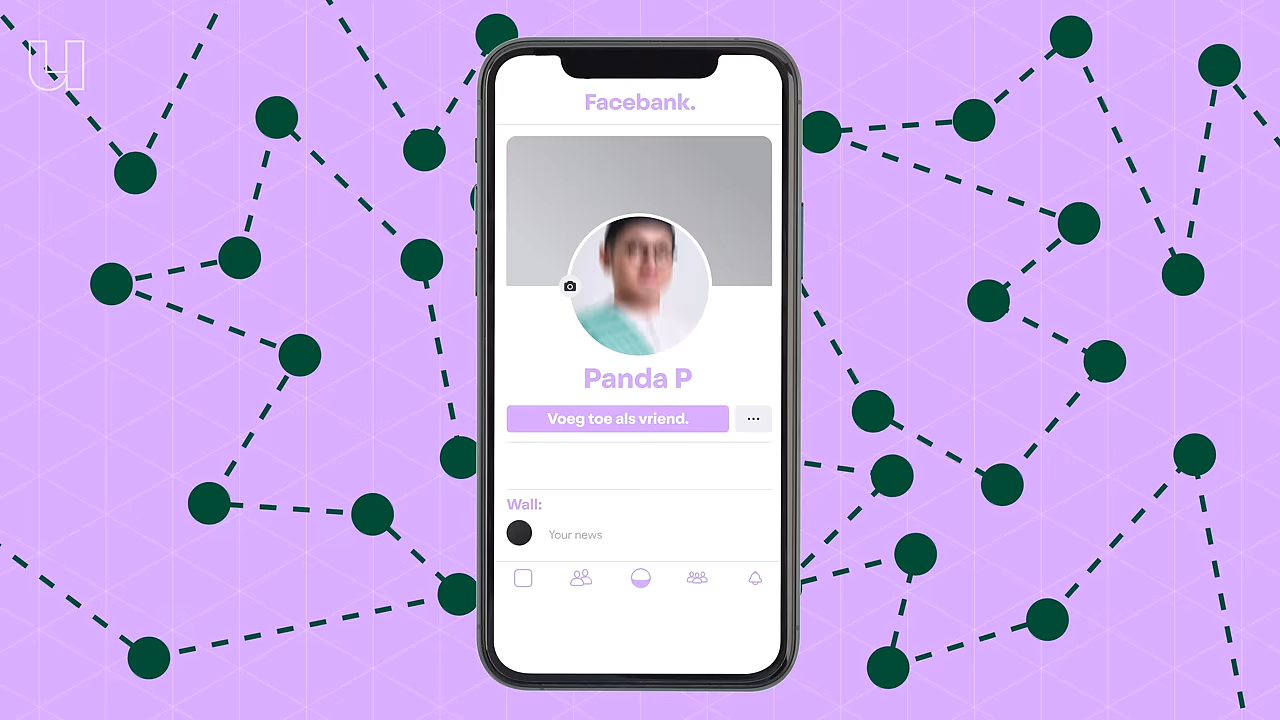 U
Facebank.
Panda P
Voeg toe als vriend.
Wall:
Your news